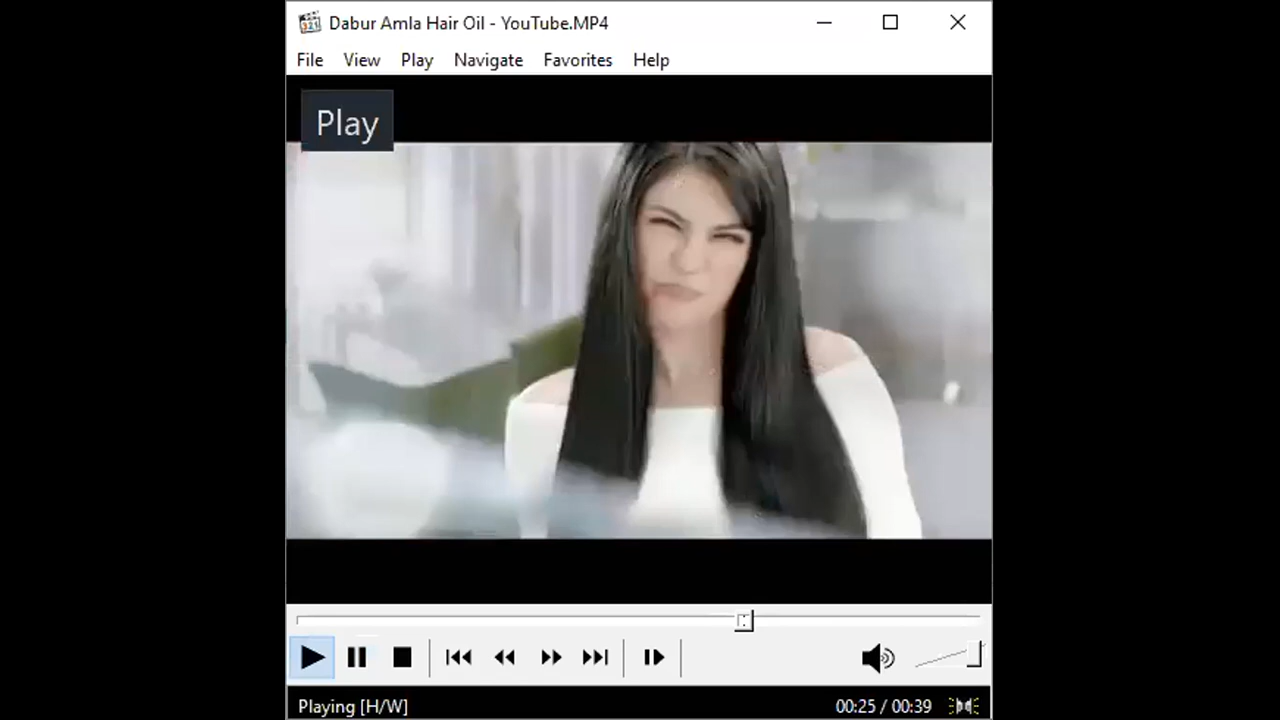 Dabur Amla Hair Oil - YouTube.MP4
File View Play Navigate Favorites Help
Play
Playing [H/W] 00:25 / 00:39